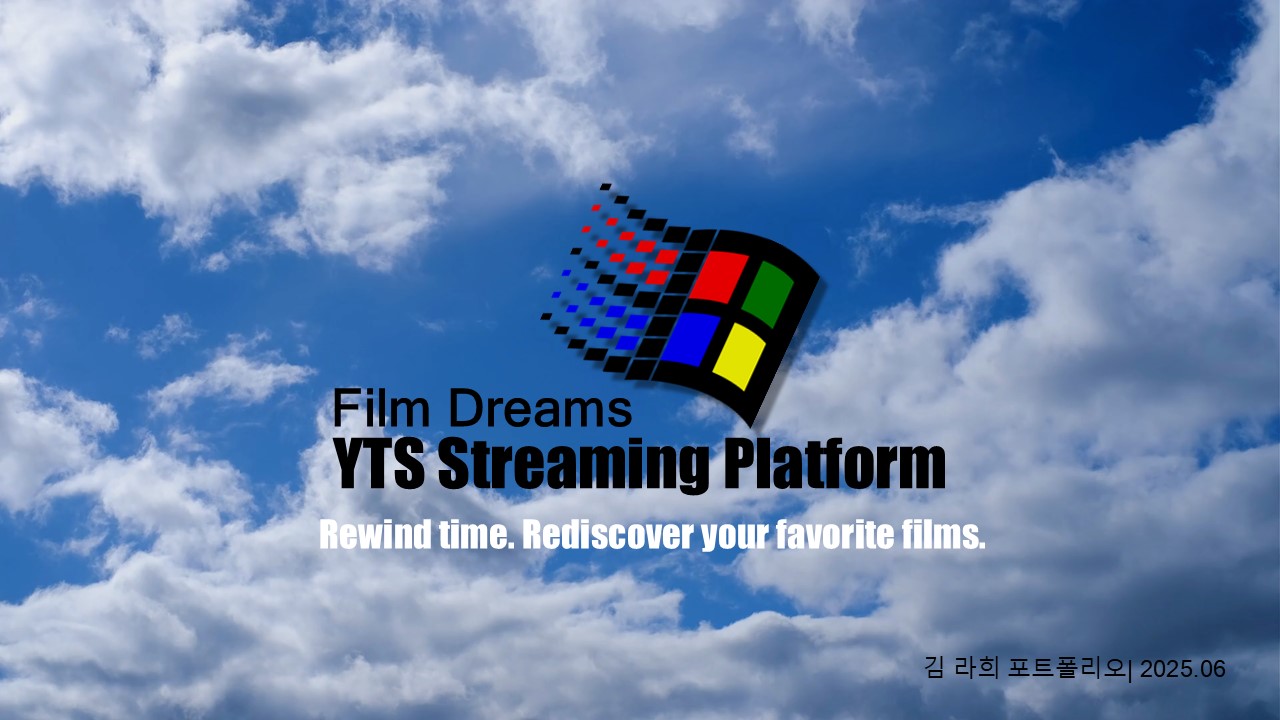 Film Dreams
YTS Streaming Platform
Rewind time. Rediscover your favorite films.
김 라희 포트폴리오| 2025.06